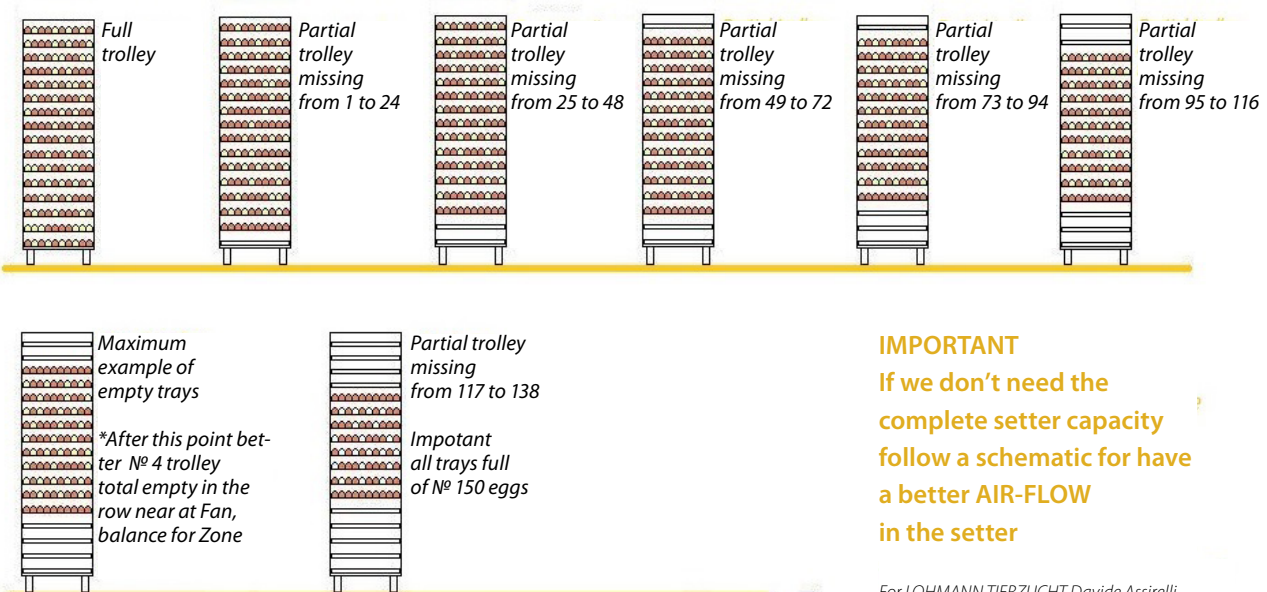 Full
trolley
Partial
trolley
missing
from 1 to 24
Partial
trolley
missing
from 25 to 48
Partial
trolley
missing
from 49 to 72
Partial
trolley
missing
from 73 to 94
Partial
trolley
missing
from 95 to 116
Maximum
example of
empty trays
*After this point bet-
ter № 4 trolley
total empty in the
row near at Fan,
balance for Zone
Partial trolley
missing
from 117 to 138
Impotant
all trays full
of № 150 eggs
IMPORTANT
If we don’t need the
complete setter capacity
follow a schematic for have
a better AIR-FLOW
in the setter
For LOHMANN TIERZUCHT Davide Assirelli